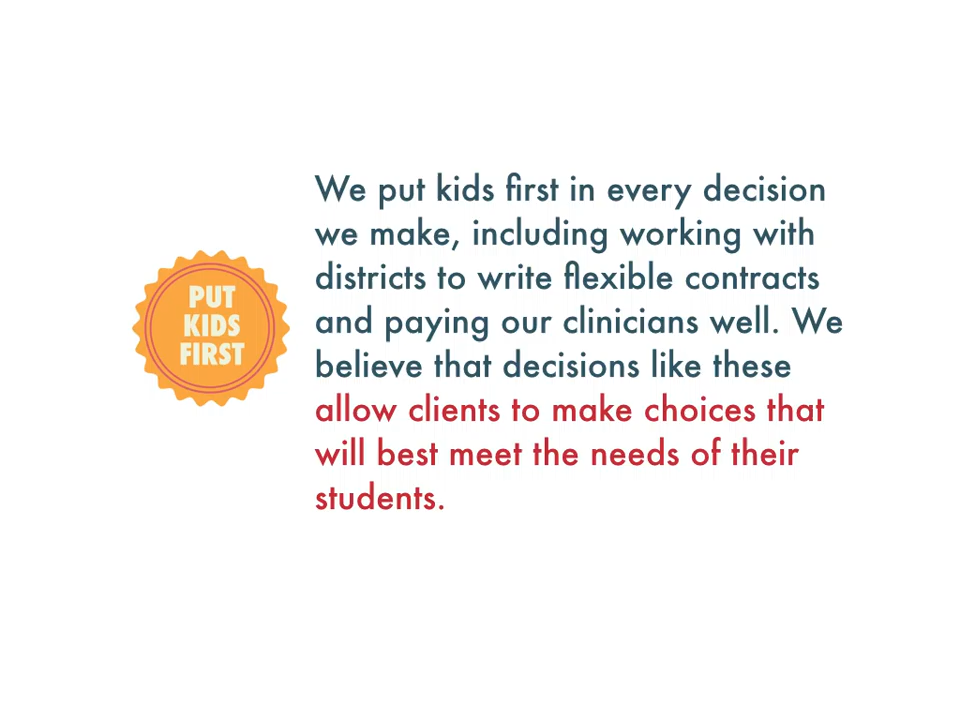 PUT
KIDS
FIRST
We put kids first in every decision
we make, including working with
districts to write flexible contracts
and paying our clinicians well. We
believe that decisions like these
allow clients to make choices that
will best meet the needs of their
students.